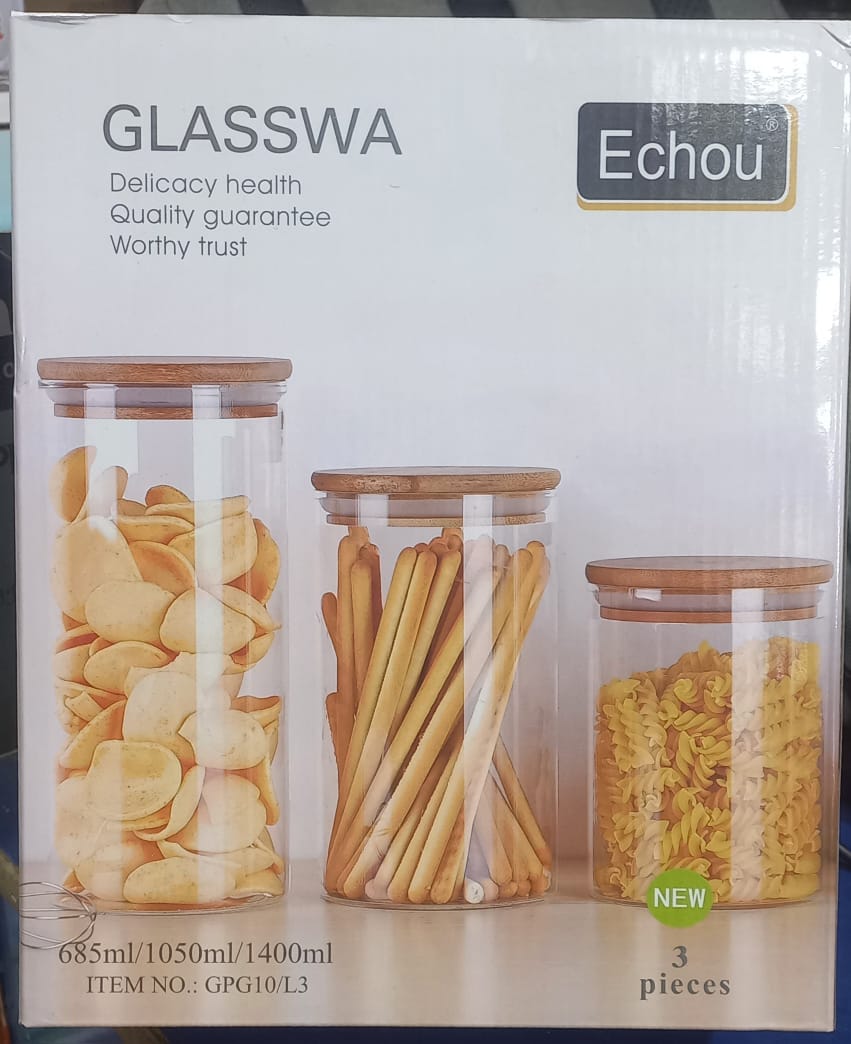 GLASSWA
Delicacy health
Quality guarantee
Worthy trust
Echou®
NEW
685ml/1050ml/1400ml
ITEM NO.: GPG10/L3
3
pieces